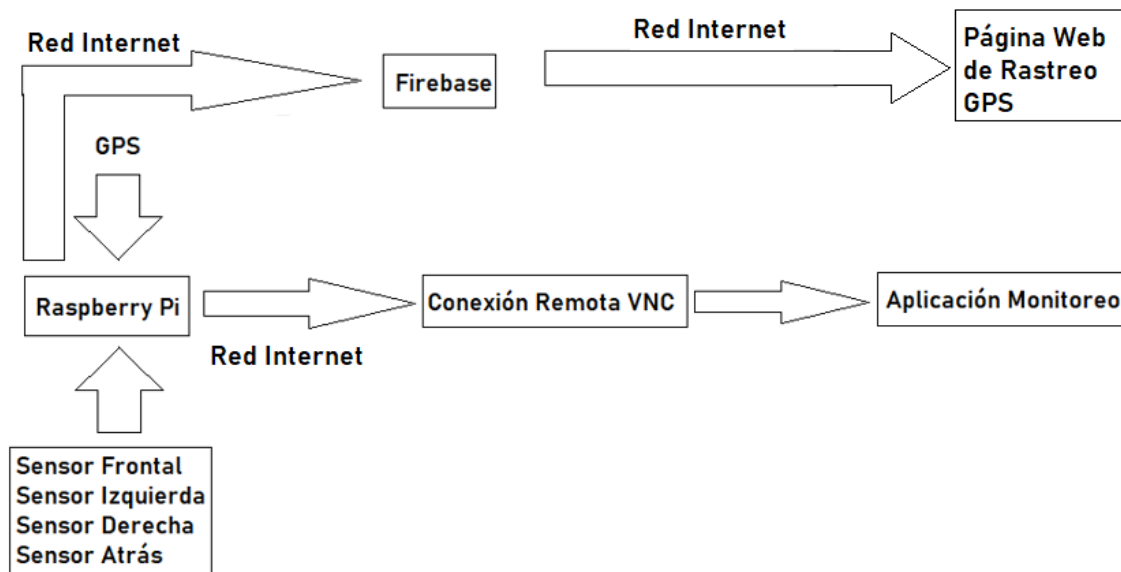 Red Internet
Firebase
Red Internet
Página Web
de Rastreo
GPS
GPS
Raspberry Pi
Red Internet
Conexión Remota VNC
Aplicación Monitoreo
Sensor Frontal
Sensor Izquierda
Sensor Derecha
Sensor Atrás